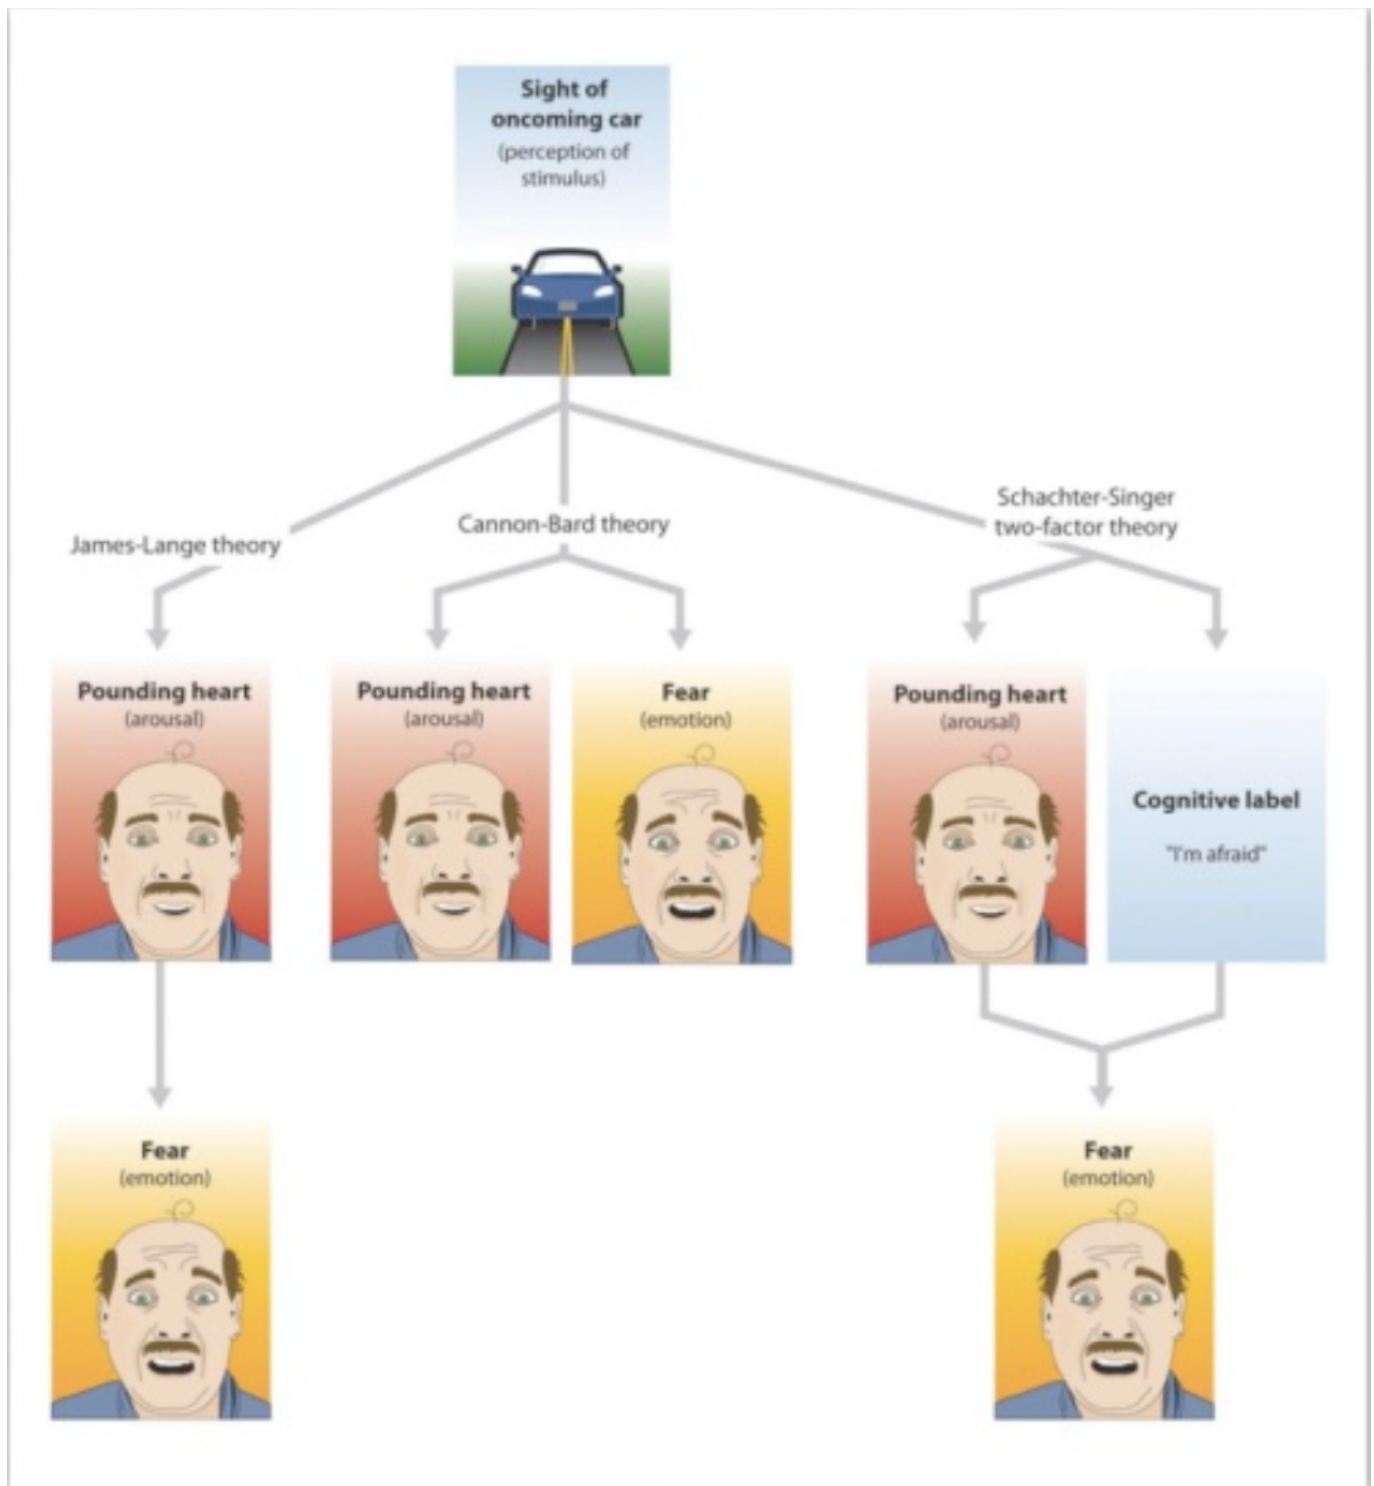 Sight of
oncoming car
(perception of
stimulus)
James-Lange theory
Cannon-Bard theory
Schachter-Singer
two-factor theory
Pounding heart
(arousal)
Pounding heart
(arousal)
Fear
(emotion)
Pounding heart
(arousal)
Cognitive label
"I'm afraid"
Fear
(emotion)
Fear
(emotion)